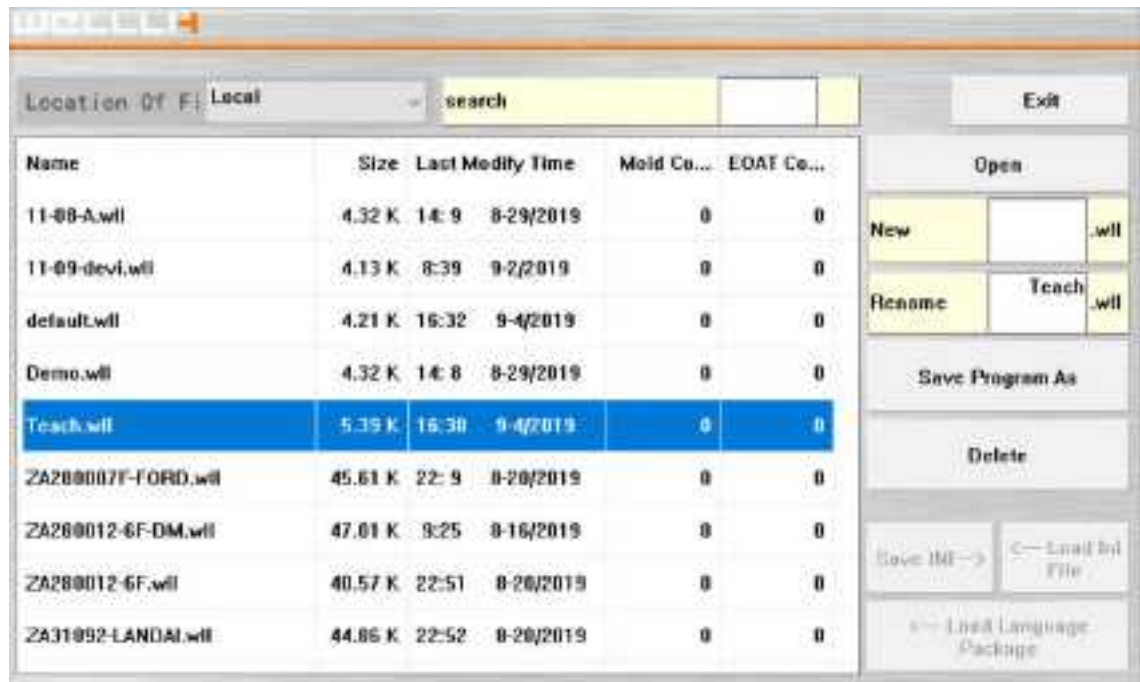 Location Of Fi Local search Exit
Name Size Last Modify Time Mold Co... EOAT Co... Open
11-08-A.wll 4.32 K 14: 9 8-29/2019 0 0
New .wll
11-09-devi.wll 4.13 K 8:39 9-2/2019 0 0
Rename Teach .wll
default.wll 4.21 K 16:32 9-4/2019 0 0
Demo.wll 4.32 K 14: 8 8-29/2019 0 0
Save Program As
Teach.wll 5.39 K 16:30 9-4/2019 0 0
Delete
ZA280007F-FORD.wll 45.61 K 22: 9 8-20/2019 0 0
ZA280012-6F-DM.wll 47.01 K 9:25 8-16/2019 0 0
Save INI--> <-- Load Ini File
ZA280012-6F.wll 40.57 K 22:51 8-20/2019 0 0
<-- Load Language Package
ZA31092-LANDAI.wll 44.86 K 22:52 8-20/2019 0 0